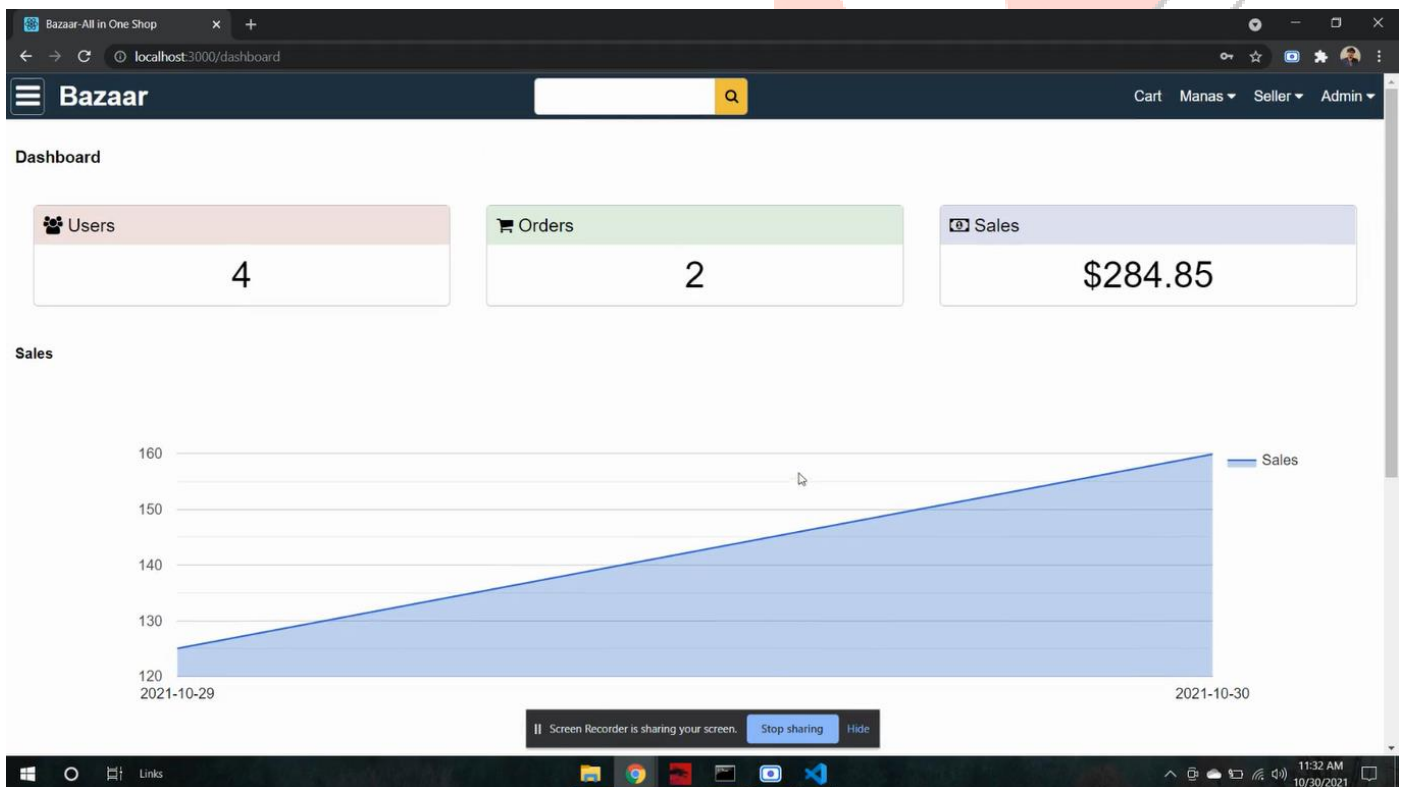 Bazaar-All in One Shop
localhost:3000/dashboard
Bazaar
Cart Manas Seller Admin
Dashboard
Users
4
Orders
2
Sales
$284.85
Sales
160
150
140
130
120
Sales
2021-10-29 2021-10-30
Screen Recorder is sharing your screen. Stop sharing Hide
Links
11:32 AM
10/30/2021